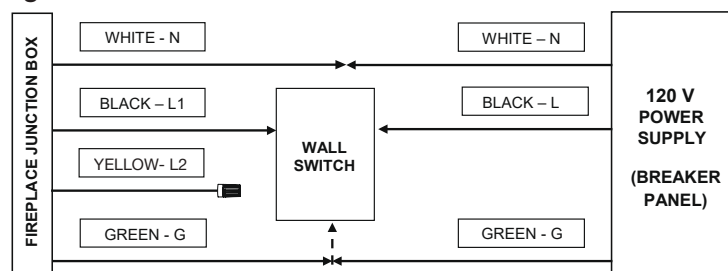 FIREPLACE JUNCTION BOX
WHITE - N
WHITE – N
BLACK – L1
BLACK – L
YELLOW- L2
GREEN - G
GREEN - G
WALL
SWITCH
120 V
POWER
SUPPLY
(BREAKER
PANEL)